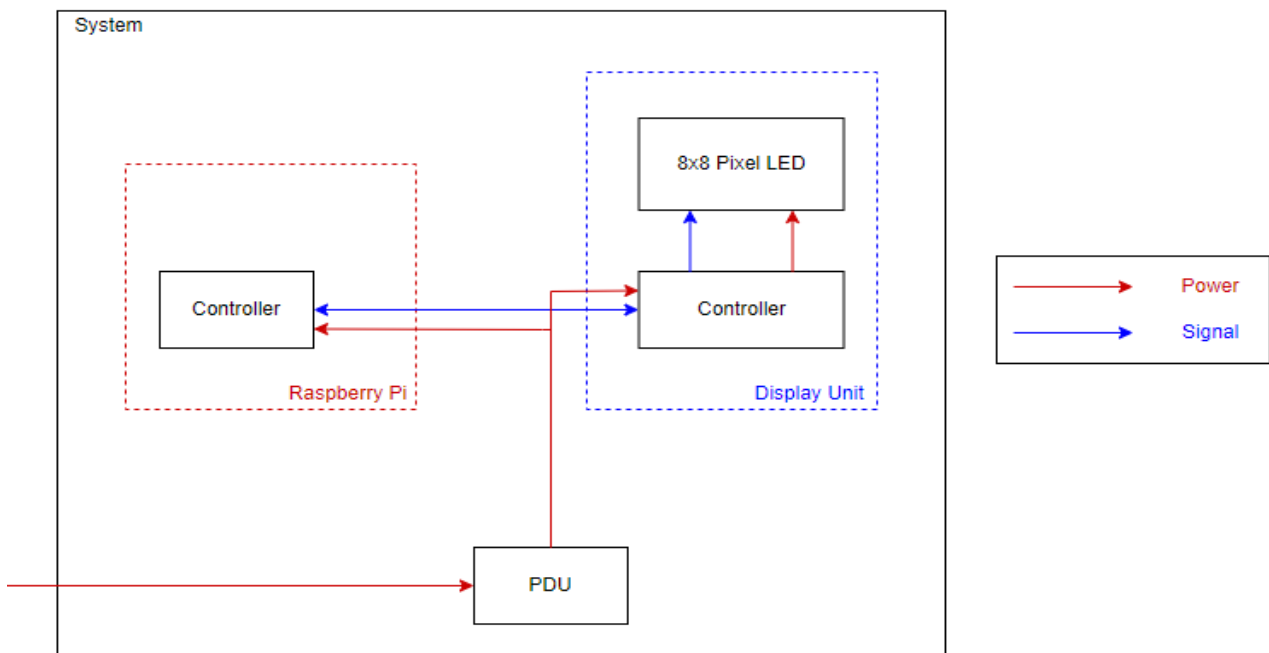 System
8x8 Pixel LED
Controller
Controller
Raspberry Pi
Display Unit
PDU
Power
Signal